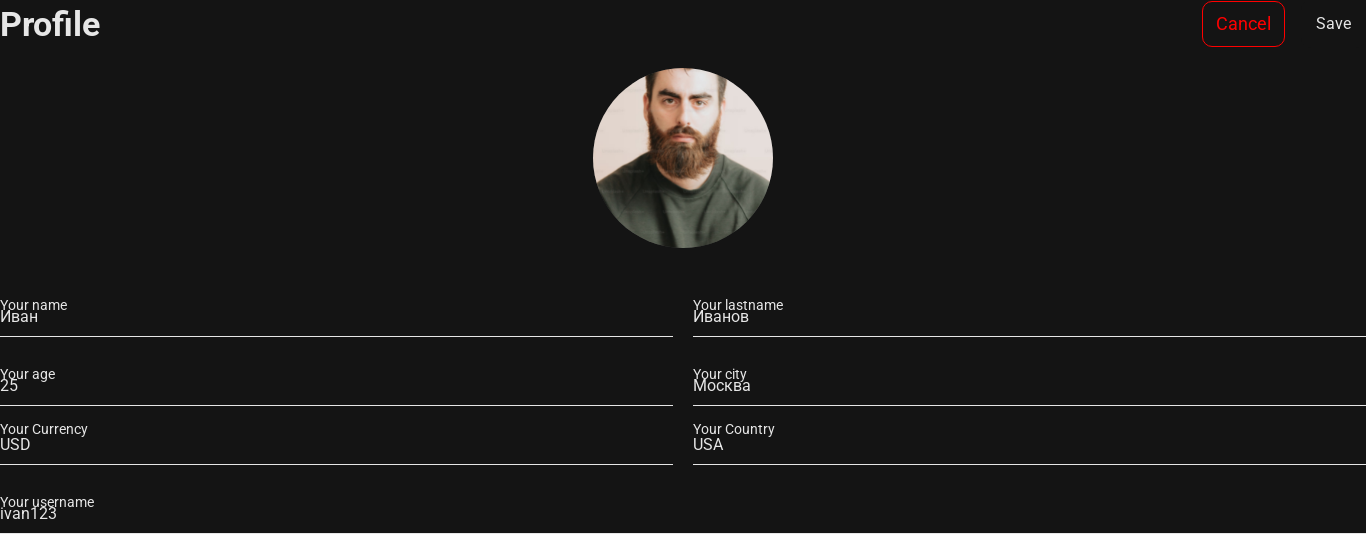 Profile
Cancel
Save
Your name
Иван
Your lastname
Иванов
Your age
25
Your city
Москва
Your Currency
USD
Your Country
USA
Your username
ivan123